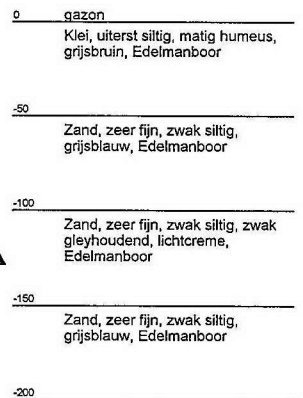 0 gazon
Klei, uiterst siltig, matig humeus,
grijsbruin, Edelmanboor
-50
Zand, zeer fijn, zwak siltig,
grijsblauw, Edelmanboor
-100
Zand, zeer fijn, zwak siltig, zwak
gleyhoudend, lichtcreme,
Edelmanboor
-150
Zand, zeer fijn, zwak siltig,
grijsblauw, Edelmanboor
-200